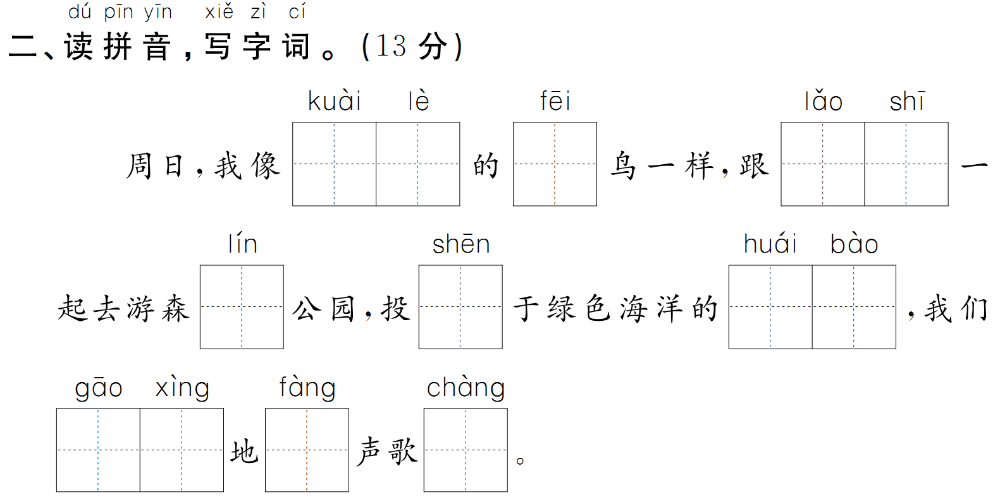 dú pīn yīn xiě zì cí
二、读拼音，写字词。(13分)
kuài lè fēi lǎo shī
周日，我像的鸟一样，跟一
lín shēn huái bào
起去游森公园，投于绿色海洋的，我们
gāo xìng fàng chàng
地声歌。